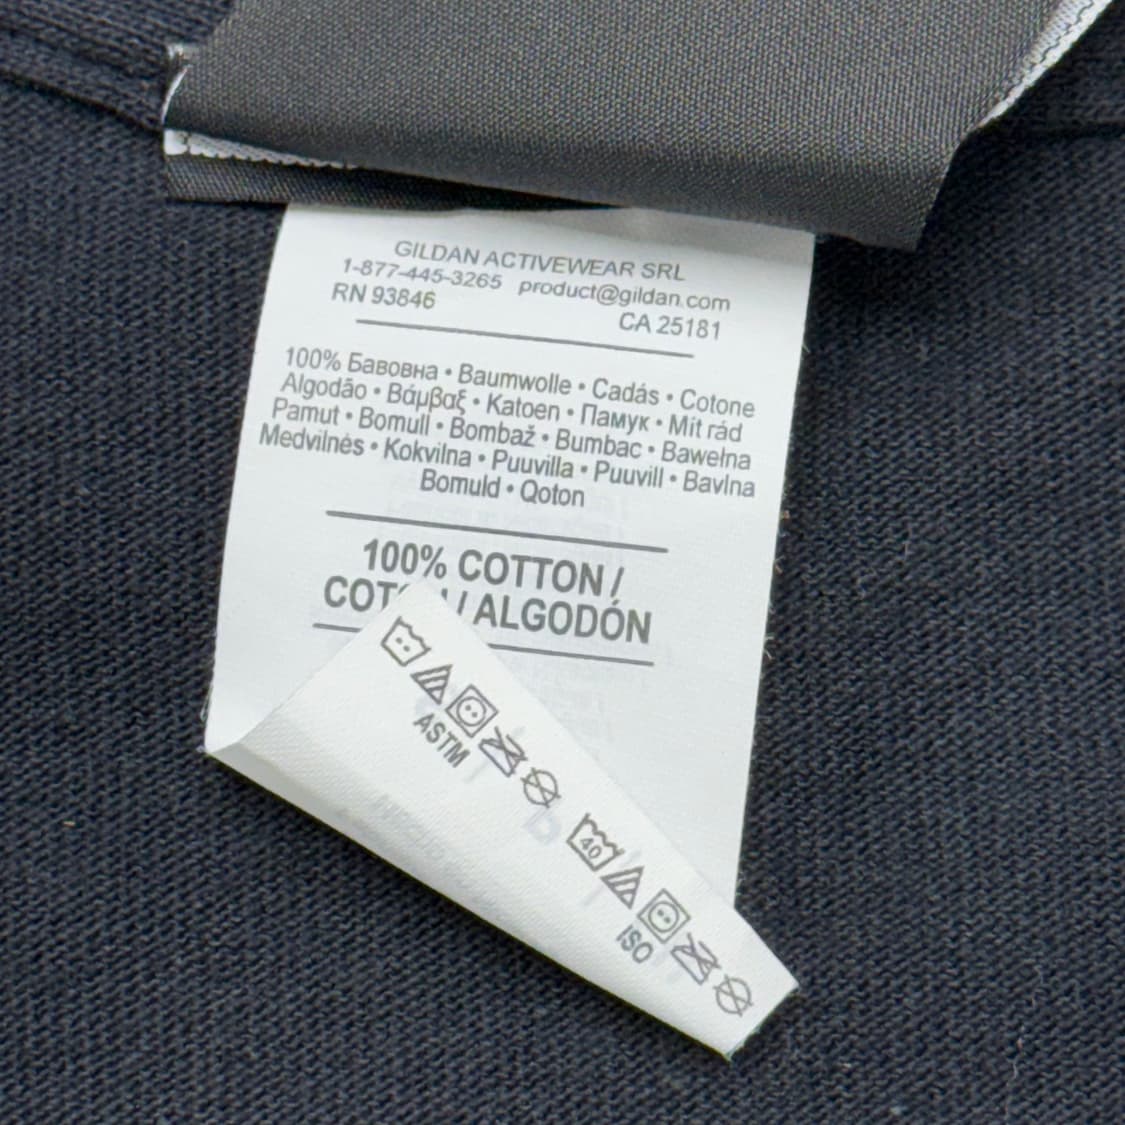 GILDAN ACTIVEWEAR SRL
1-877-445-3265 product@gildan.com
RN 93846 CA 25181
100% Бавовна • Baumwolle • Cadás • Cotone
Algodão • Βάμβαξ • Katoen • Памук • Mit rád
Pamut • Bomull • Bombaž • Bumbac • Bawełna
Medvilnės • Kokvilna • Puuvilla • Puuvill • Bavlna
Bomuld • Qoton
100% COTTON /
/ ALGODÓN
ASTM
40
ISO